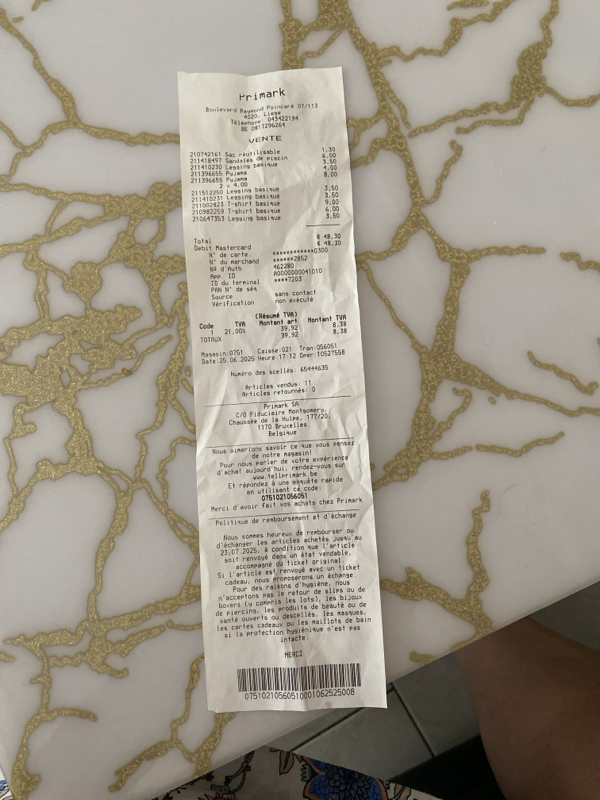 Primark
Boulevard Raymond Poincaré 07/113
4020, Liege
Téléphone: 043422194
BE 0817296264
VENTE
210742161 Sac réutilisable 1,30
211418497 Sandales de piscin 6,00
211410230 Legging basique 3,50
211396655 Pyjama 4,00
211396655 Pyjama 8,00
2 x 4,00
211512250 Legging basique 3,50
211410231 Legging basique 3,50
211002823 T-shirt basique 9,00
210982259 T-shirt basique 6,00
210647353 Legging basique 3,50
Total € 48,30
Debit Mastercard € 48,30
N° de carte. ************0300
N° du marchand ******2852
N° d'Auth 462280
App. ID A0000000041010
ID du terminal ****7203
PAN N° de séq
Source sans contact
Vérification non exécuté
(Résumé TVA)
Code TVA Montant art Montant TVA
1 21.00% 39,92 8,38
TOTAUX 39,92 8,38
Magasin:0751 Caisse:021 Tran:056051
Date:25.06.2025 Heure:17:12 Oper:10527558
Numéro des scellés: 65444635
Articles vendus: 11
Articles retournés: 0
Primark SA
C/O Fiduciaire Montgomery,
Chaussée de la Hulpe, 177/20,
1170 Bruxelles
Belgique
Nous aimerions savoir ce que vous pensez
de notre magasin!
Pour nous parler de votre expérience
d'achat aujourd'hui, rendez-vous sur:
www.tellprimark.be
Et répondez à une enquête rapide
en utilisant ce code:
0751021056051
Merci d'avoir fait vos achats chez Primark
Politique de remboursement et d'échange
Nous sommes heureux de rembourser ou
d'échanger les articles achetés jusqu'au
23.07.2025, à condition que l'article
soit renvoyé dans un état vendable,
accompagné du ticket original.
Si l'article est renvoyé avec un ticket
cadeau, nous proposerons un échange.
Pour des raisons d'hygiène, nous
n'acceptons pas le retour de slips ou de
boxers (y compris les lots), les bijoux
de piercing, les produits de beauté ou de
santé ouverts ou descellés, les masques,
les cartes cadeaux ou les maillots de bain
si la protection hygiénique n'est pas
intacte.
MERCI
07510210560510001062525008